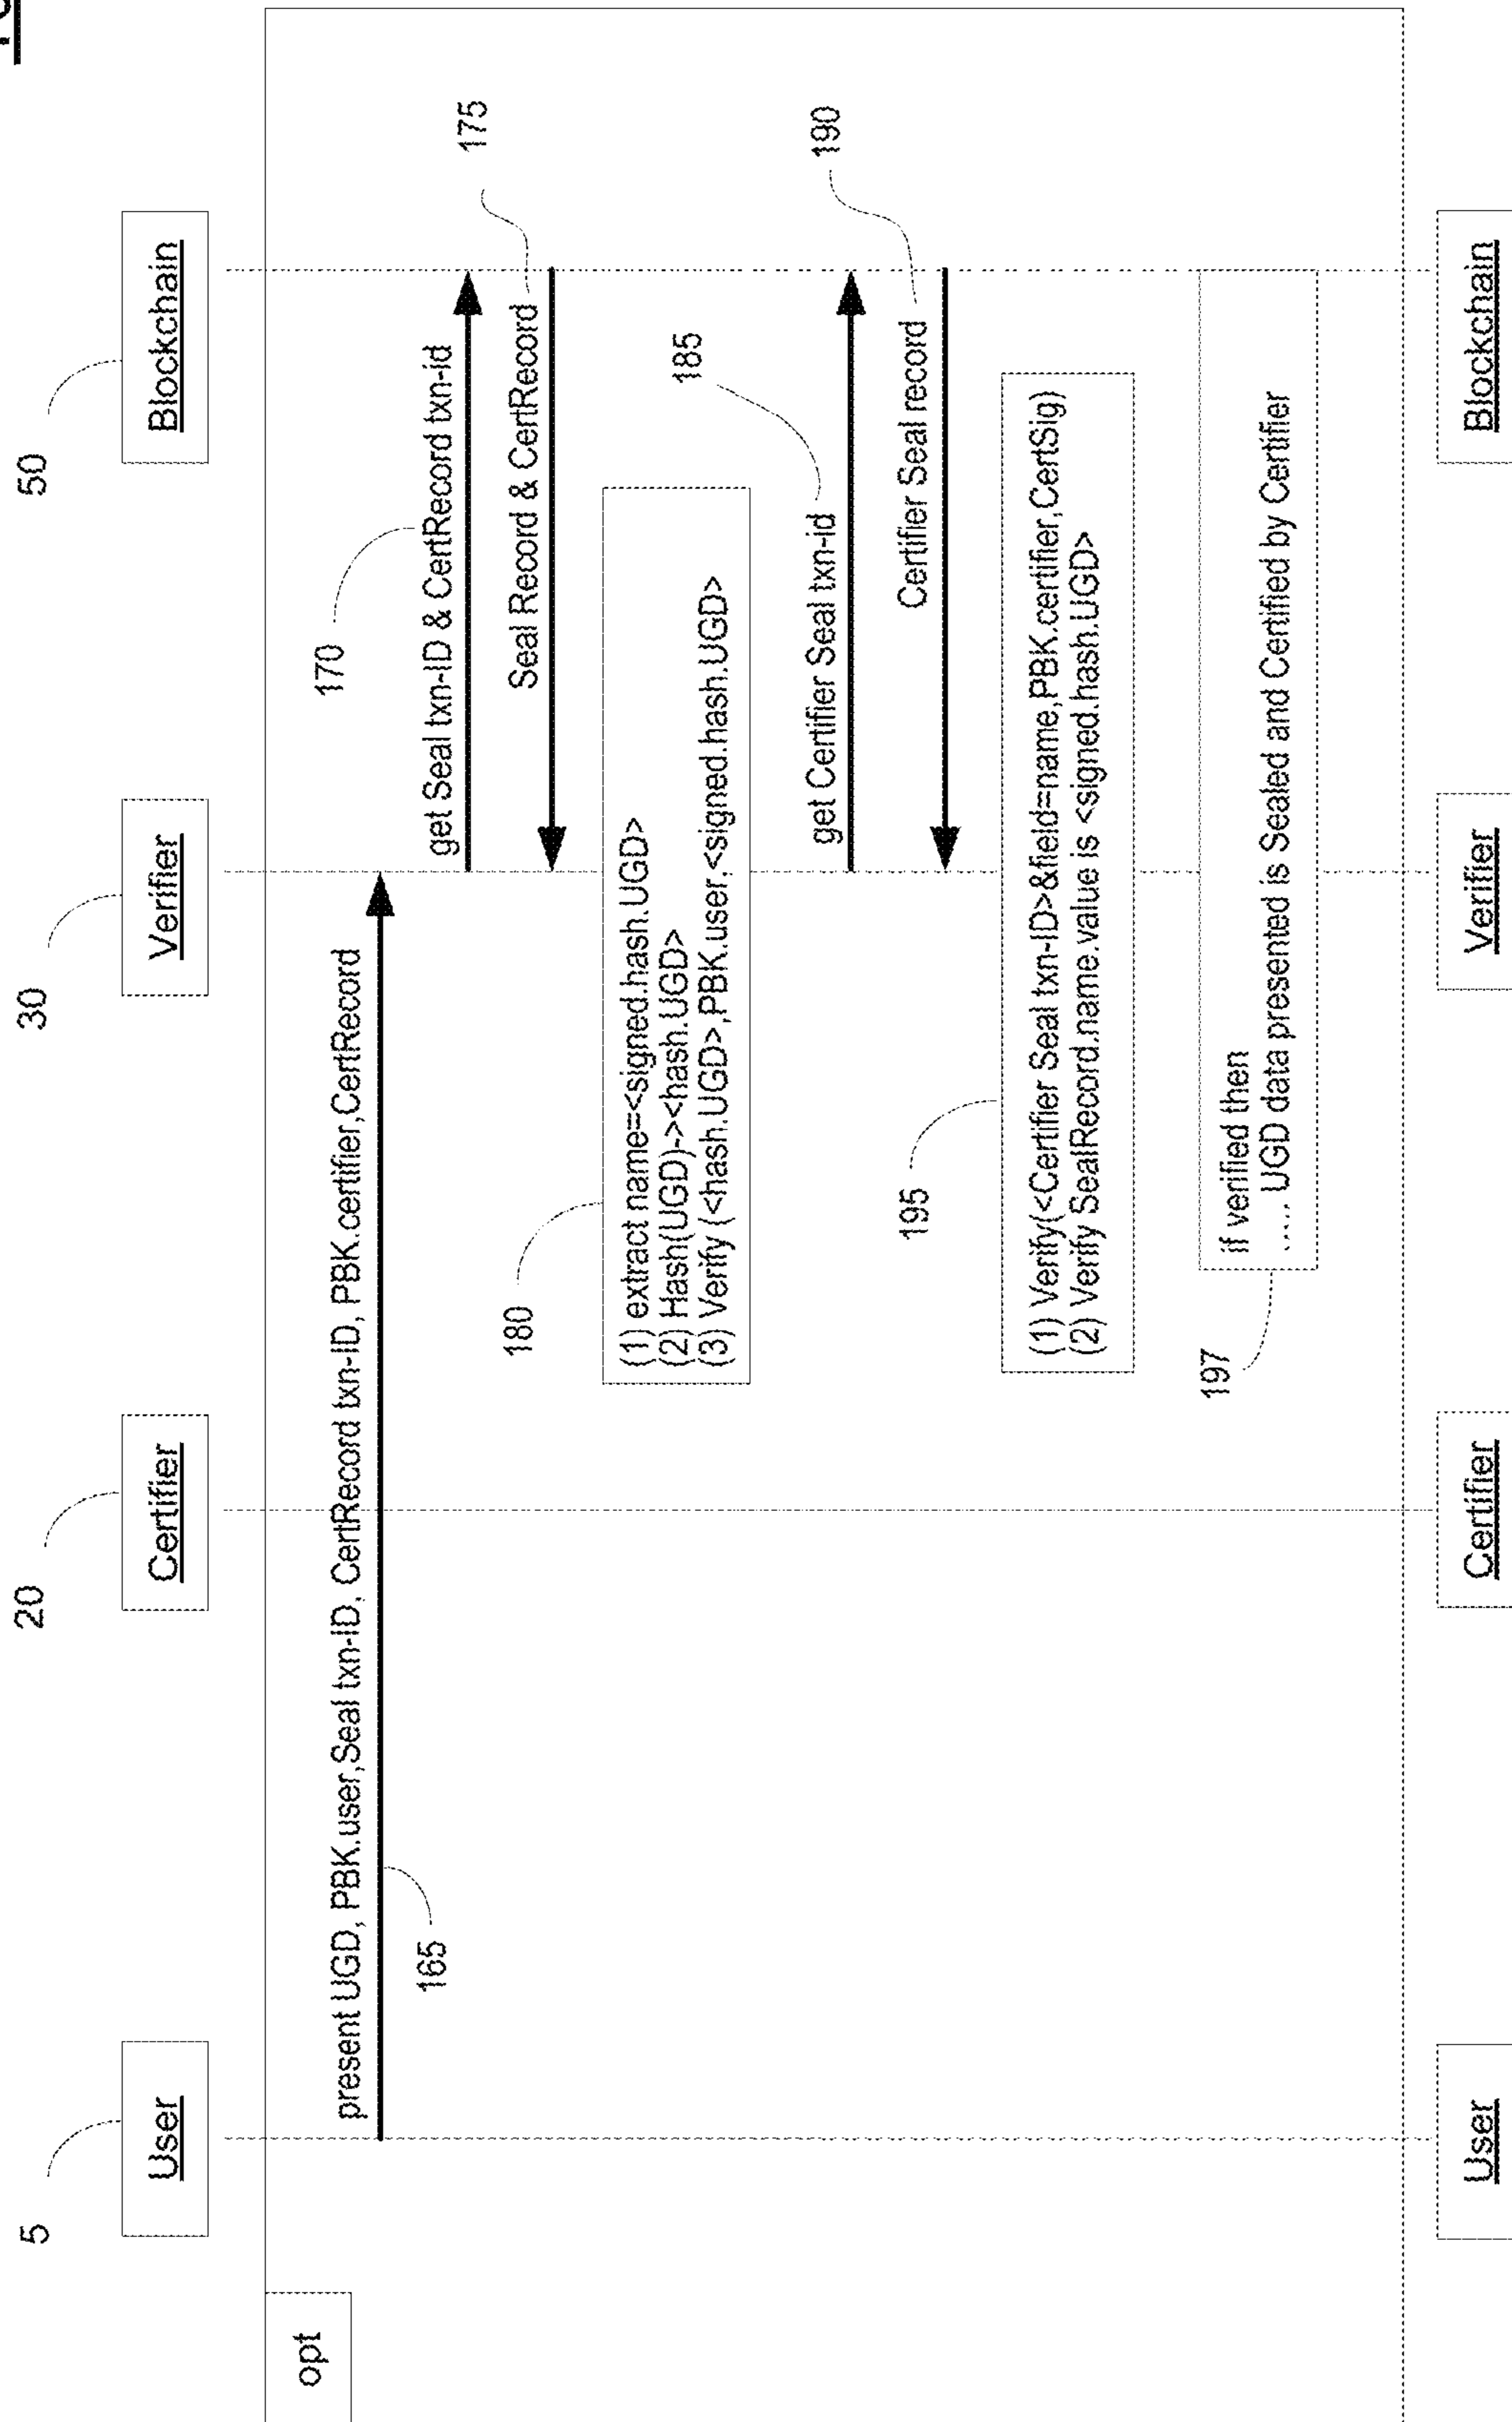 5
20
30
50
User
Certifier
Verifier
Blockchain
opt
present UGD, PBK.user,Seal txn-ID, CertRecord txn-ID, PBK.certifier,CertRecord
165
170
get Seal txn-ID & CertRecord txn-id
175
Seal Record & CertRecord
180
(1) extract name=<signed.hash.UGD>
(2) Hash(UGD)-><hash.UGD>
(3) Verify (<hash.UGD>,PBK.user,<signed.hash.UGD>
185
get Certifier Seal txn-id
190
Certifier Seal record
195
(1) Verify(<Certifier Seal txn-ID>&field=name,PBK.certifier,CertSig)
(2) Verify SealRecord.name.value is <signed.hash.UGD>
197
if verified then
..... UGD data presented is Sealed and Certified by Certifier
User
Certifier
Verifier
Blockchain